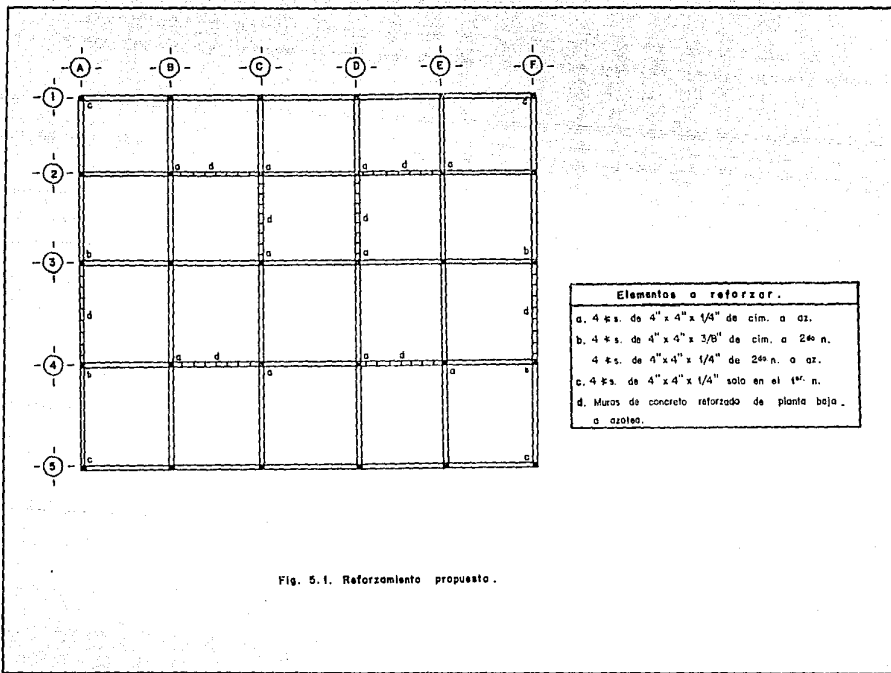 A B C D E F
1
c c
2
a d a a d a
d d
3
b a a b
d d
4
a d a d
b a a b
5
c c
Elementos a reforzar.
a. 4 ∢s. de 4" x 4" x 1/4" de cim. a az.
b. 4 ∢s. de 4" x 4" x 3/8" de cim. a 2do n.
4 ∢s. de 4" x 4" x 1/4" de 2do n. a az.
c. 4 ∢s. de 4" x 4" x 1/4" solo en el 1er. n.
d. Muros de concreto reforzado de planta baja
a azotea.
Fig. 5.1. Reforzamiento propuesto.